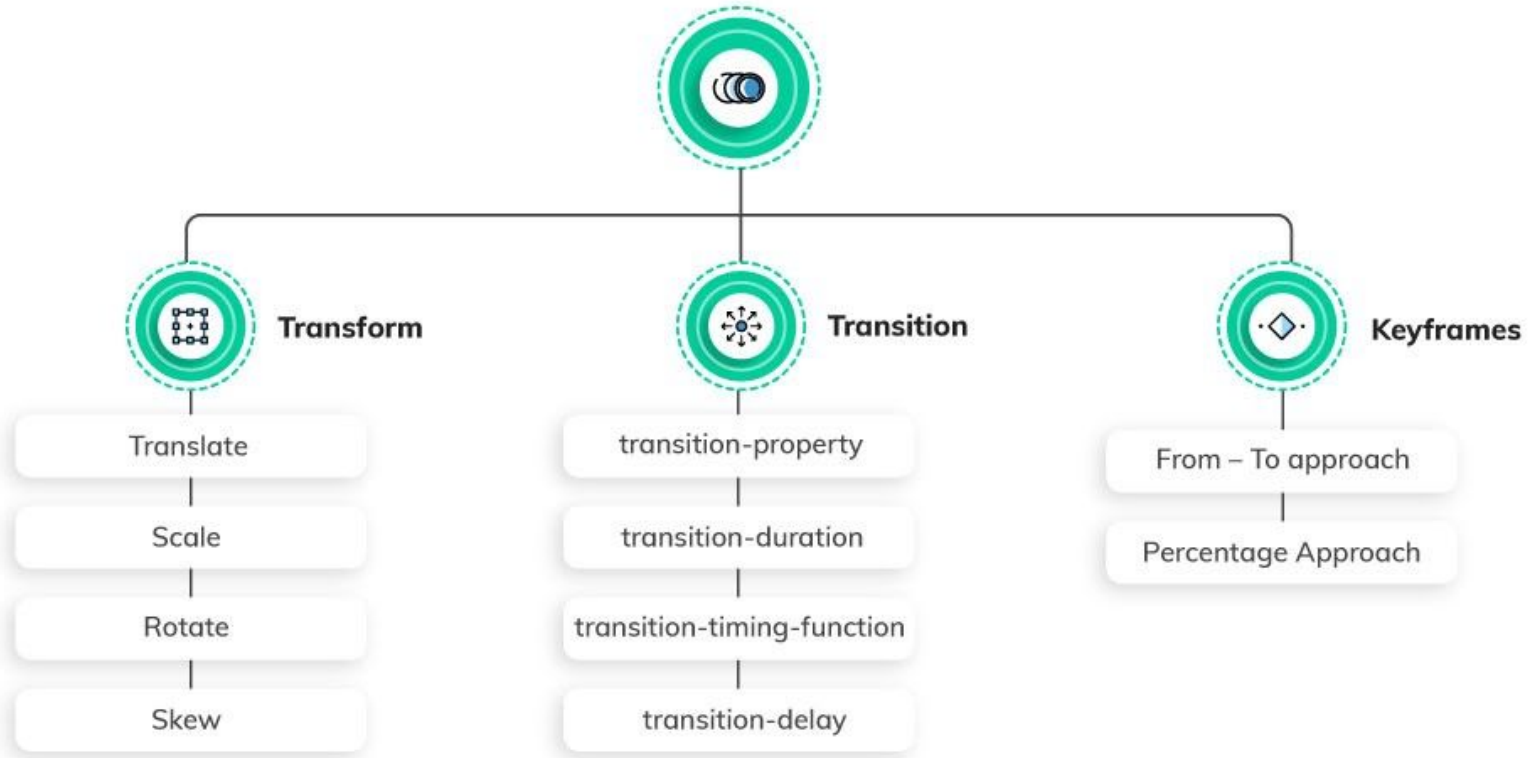 Transform
Translate
Scale
Rotate
Skew
Transition
transition-property
transition-duration
transition-timing-function
transition-delay
Keyframes
From – To approach
Percentage Approach